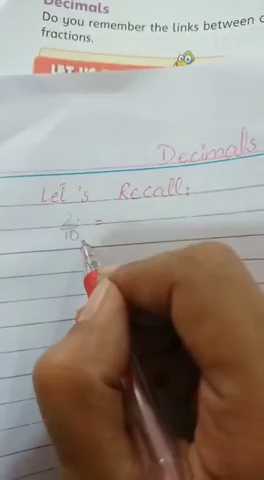 Decimals
Do you remember the links between
fractions.
Decimals
Let's Recall:
2/10 =